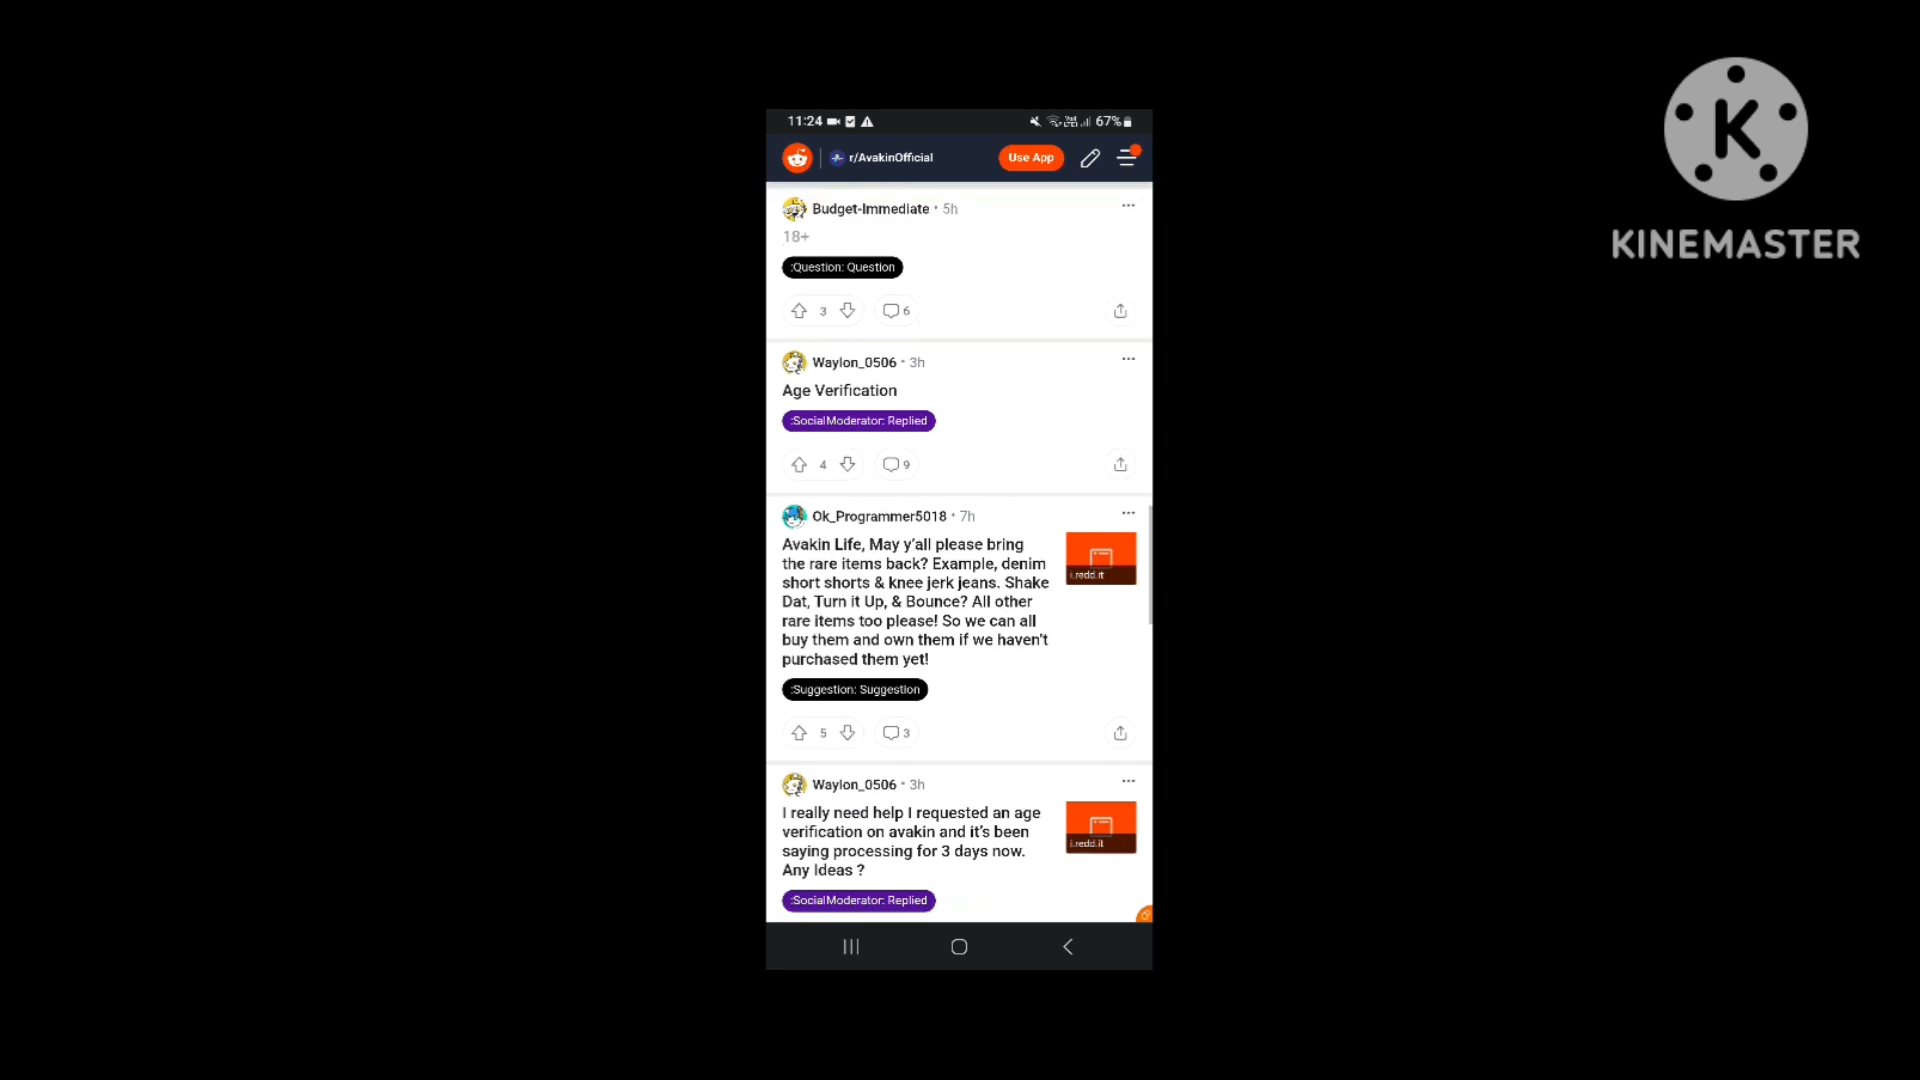 11:24
67%
r/AvakinOfficial
Use App
KINEMASTER
Budget-Immediate • 5h
18+
:Question: Question
3
6
Waylon_0506 • 3h
Age Verification
:SocialModerator: Replied
4
9
Ok_Programmer5018 • 7h
Avakin Life, May y'all please bring
the rare items back? Example, denim
short shorts & knee jerk jeans. Shake
Dat, Turn it Up, & Bounce? All other
rare items too please! So we can all
buy them and own them if we haven't
purchased them yet!
i.redd.it
:Suggestion: Suggestion
5
3
Waylon_0506 • 3h
I really need help I requested an age
verification on avakin and it's been
saying processing for 3 days now.
Any Ideas ?
i.redd.it
:SocialModerator: Replied